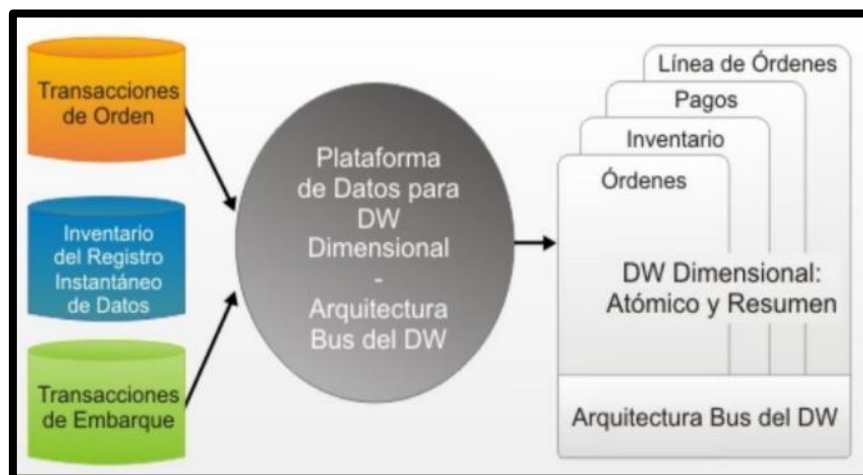 Transacciones
de Orden
Inventario
del Registro
Instantáneo
de Datos
Transacciones
de Embarque
Plataforma
de Datos para
DW
Dimensional
-
Arquitectura
Bus del DW
Línea de Órdenes
Pagos
Inventario
Órdenes
DW Dimensional:
Atómico y Resumen
Arquitectura Bus del DW